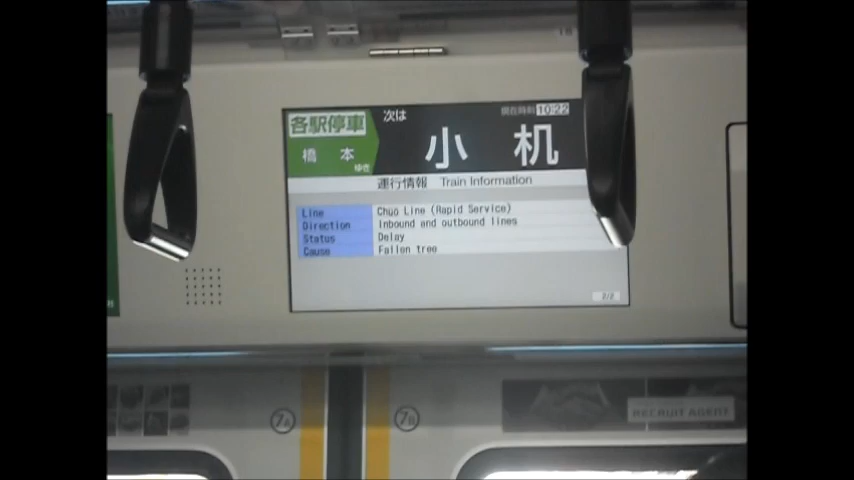 各駅停車
次は
現在時刻 10:22
橋本
ゆき
小机
運行情報 Train Information
Line Chuo Line (Rapid Service)
Direction Inbound and outbound lines
Status Delay
Cause Fallen tree
2/2
7A
7B
RECRUIT AGENT